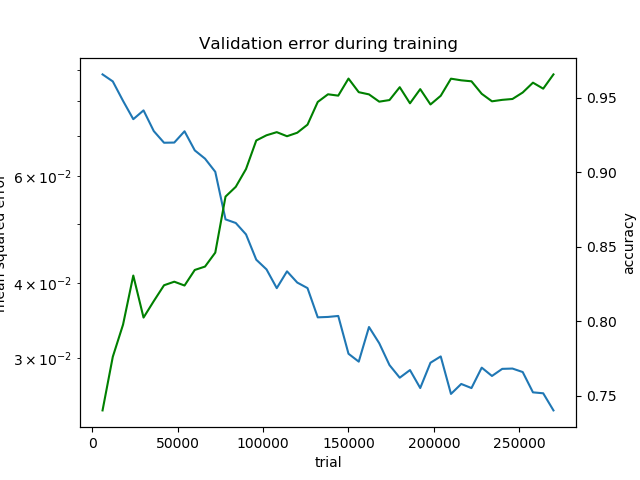 Validation error during training
mean squared error
6 × 10⁻²
4 × 10⁻²
3 × 10⁻²
0.95
0.90
0.85
0.80
0.75
accuracy
0
50000
100000
150000
200000
250000
trial